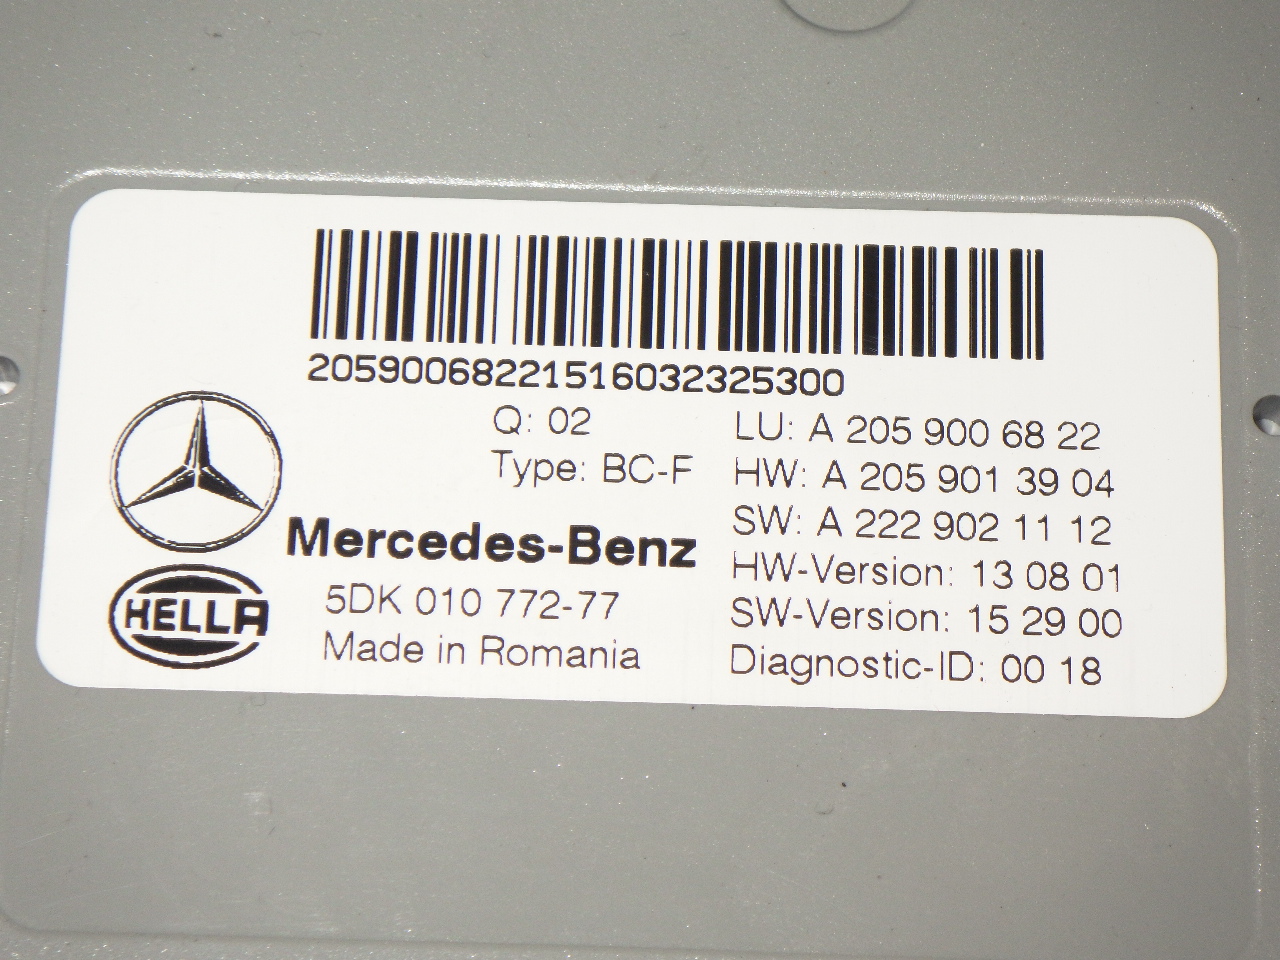 205900682215160323253​00
Q: 02
Type: BC-F
LU: A 205 900 68 22
HW: A 205 901 39 04
SW: A 222 902 11 12
HW-Version: 13 08 01
SW-Version: 15 29 00
Diagnostic-ID: 00 18
Mercedes-Benz
HELLA
5DK 010 772-77
Made in Romania